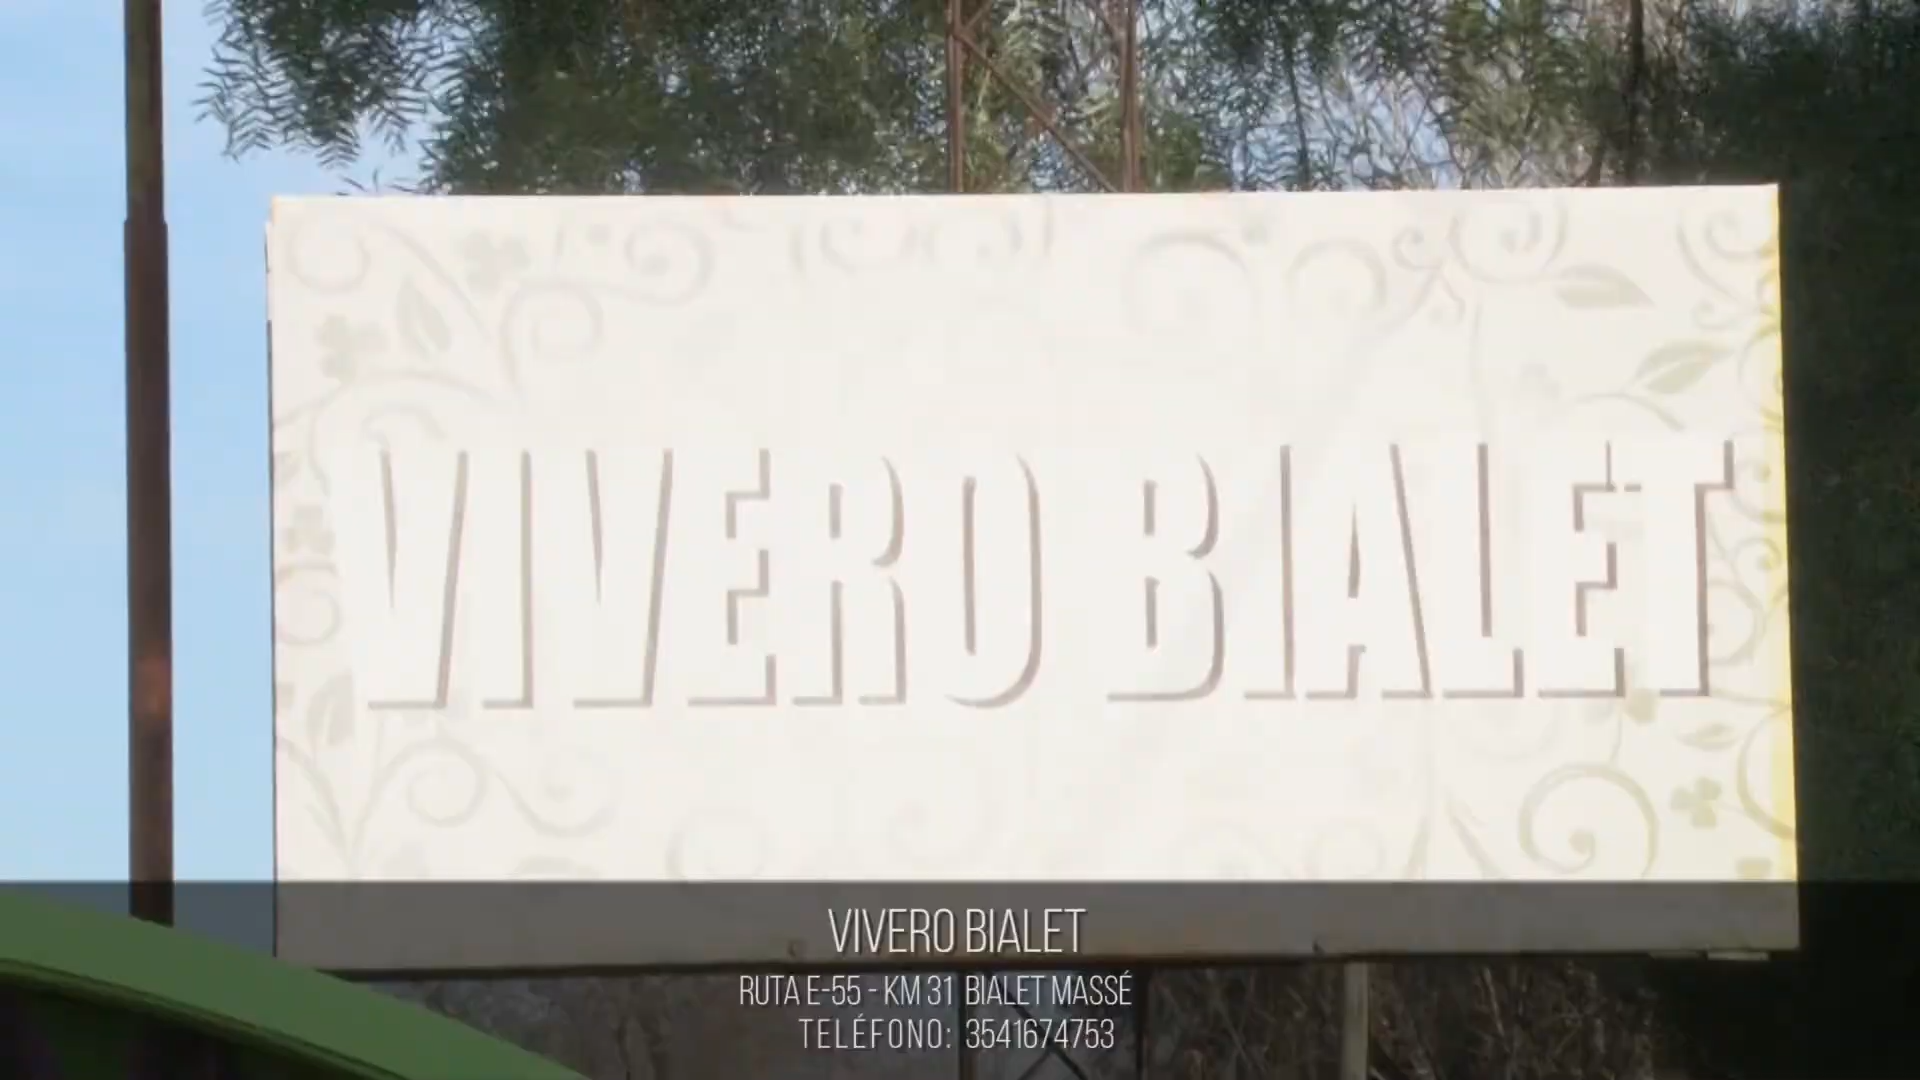 VIVERO BIALET
VIVERO BIALET
RUTA E-55 - KM 31 BIALET MASSÉ
TELÉFONO: 3541674753